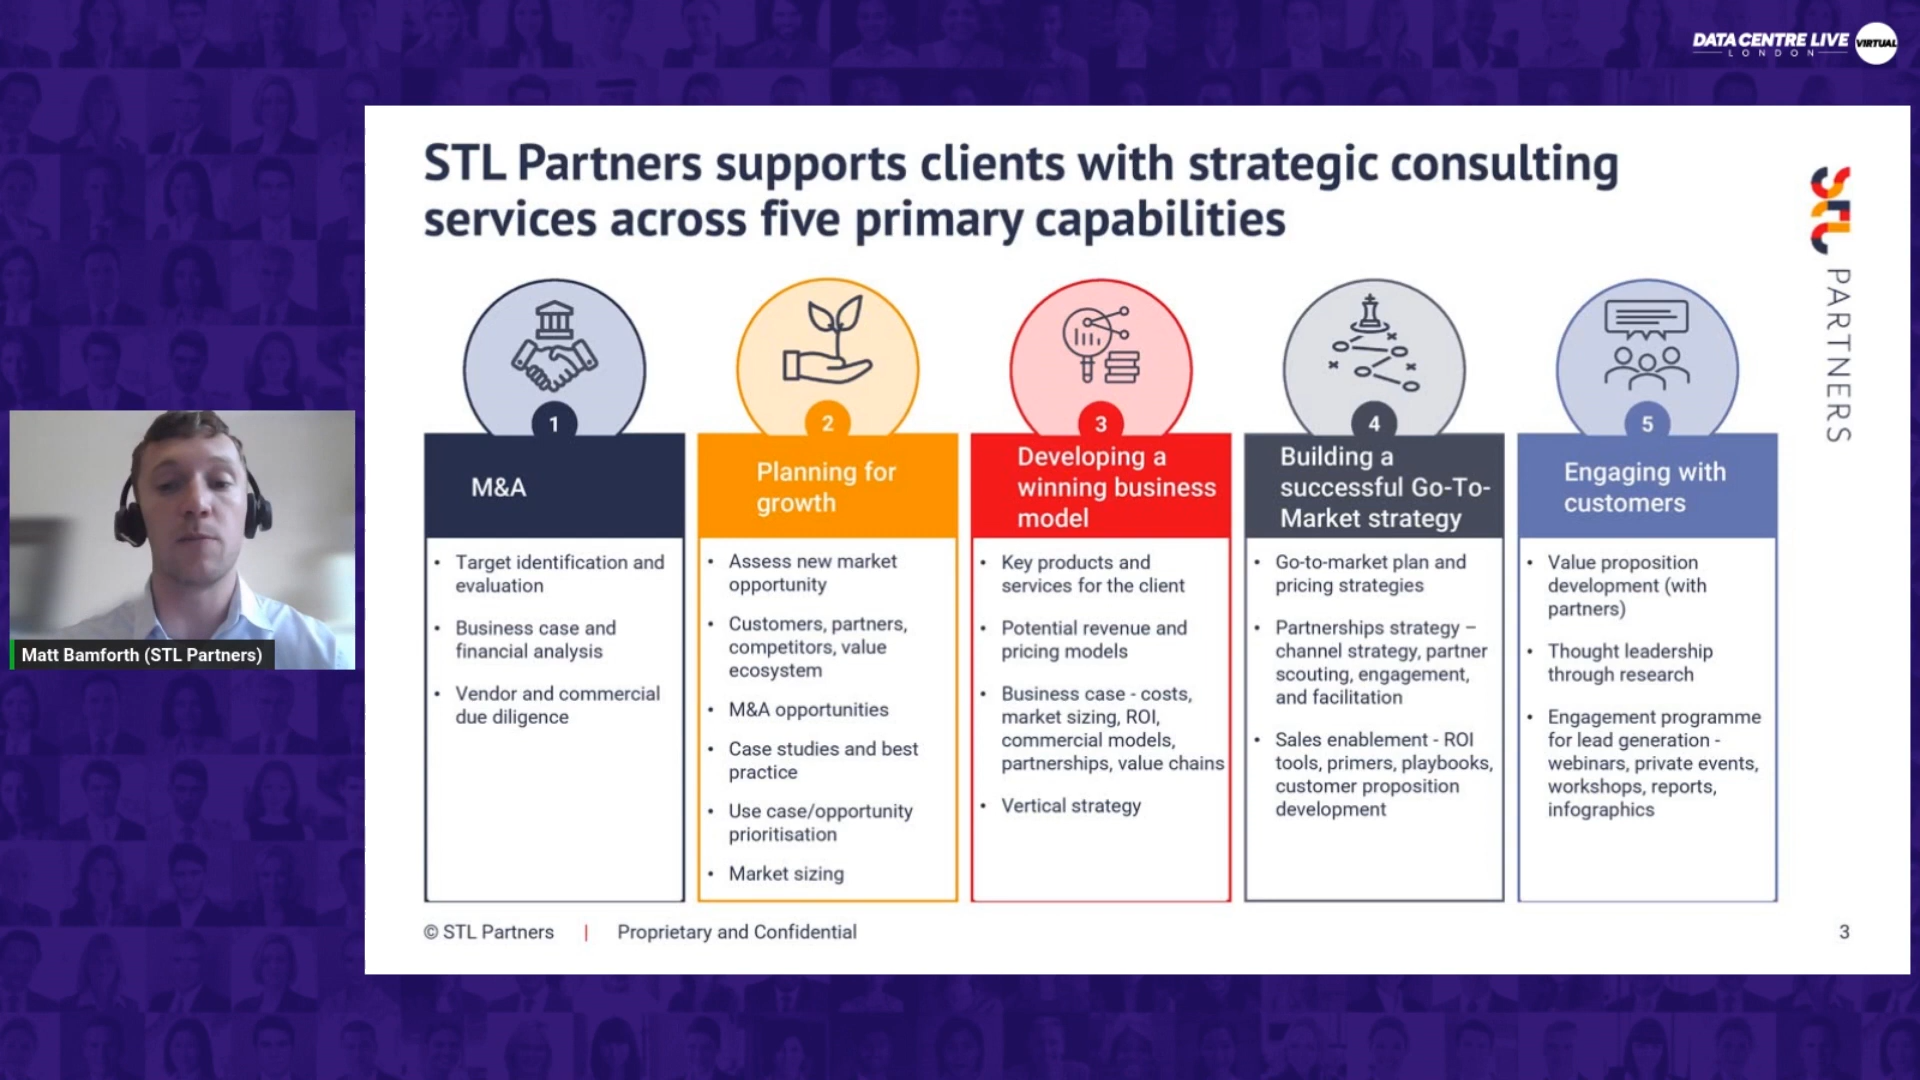 DATA CENTRE LIVE
LONDON
VIRTUAL
STL Partners supports clients with strategic consulting
services across five primary capabilities
STL PARTNERS
1
M&A
• Target identification and
evaluation
• Business case and
financial analysis
• Vendor and commercial
due diligence
2
Planning for
growth
• Assess new market
opportunity
• Customers, partners,
competitors, value
ecosystem
• M&A opportunities
• Case studies and best
practice
• Use case/opportunity
prioritisation
• Market sizing
3
Developing a
winning business
model
• Key products and
services for the client
• Potential revenue and
pricing models
• Business case - costs,
market sizing, ROI,
commercial models,
partnerships, value chains
• Vertical strategy
4
Building a
successful Go-To-
Market strategy
• Go-to-market plan and
pricing strategies
• Partnerships strategy –
channel strategy, partner
scouting, engagement,
and facilitation
• Sales enablement - ROI
tools, primers, playbooks,
customer proposition
development
5
Engaging with
customers
• Value proposition
development (with
partners)
• Thought leadership
through research
• Engagement programme
for lead generation -
webinars, private events,
workshops, reports,
infographics
Matt Bamforth (STL Partners)
© STL Partners | Proprietary and Confidential
3